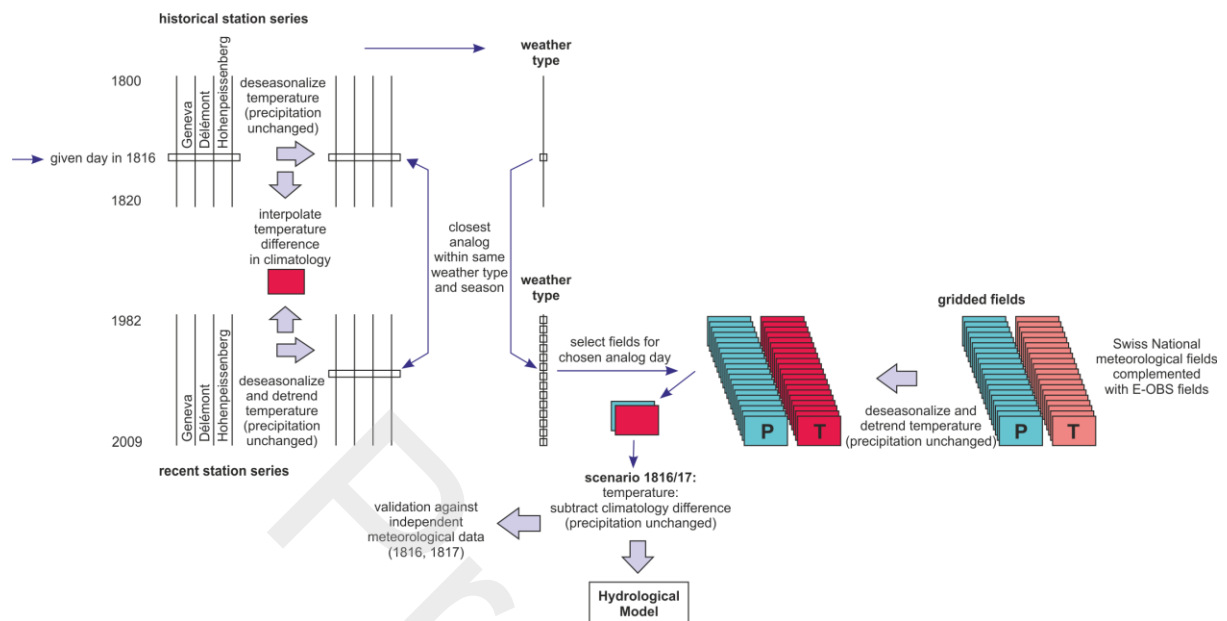 historical station series
weather
type
1800
Geneva
Délémont
Hohenpeissenberg
deseasonalize
temperature
(precipitation
unchanged)
given day in 1816
1820
interpolate
temperature
difference
in climatology
closest
analog
within same
weather type
and season
weather
type
1982
Geneva
Délémont
Hohenpeissenberg
deseasonalize
and detrend
temperature
(precipitation
unchanged)
2009
recent station series
select fields for
chosen analog day
gridded fields
Swiss National
meteorological fields
complemented
with E-OBS fields
deseasonalize and
detrend temperature
(precipitation unchanged)
P
T
P
T
scenario 1816/17:
temperature:
subtract climatology difference
(precipitation unchanged)
validation against
independent
meteorological data
(1816, 1817)
Hydrological
Model
Pr